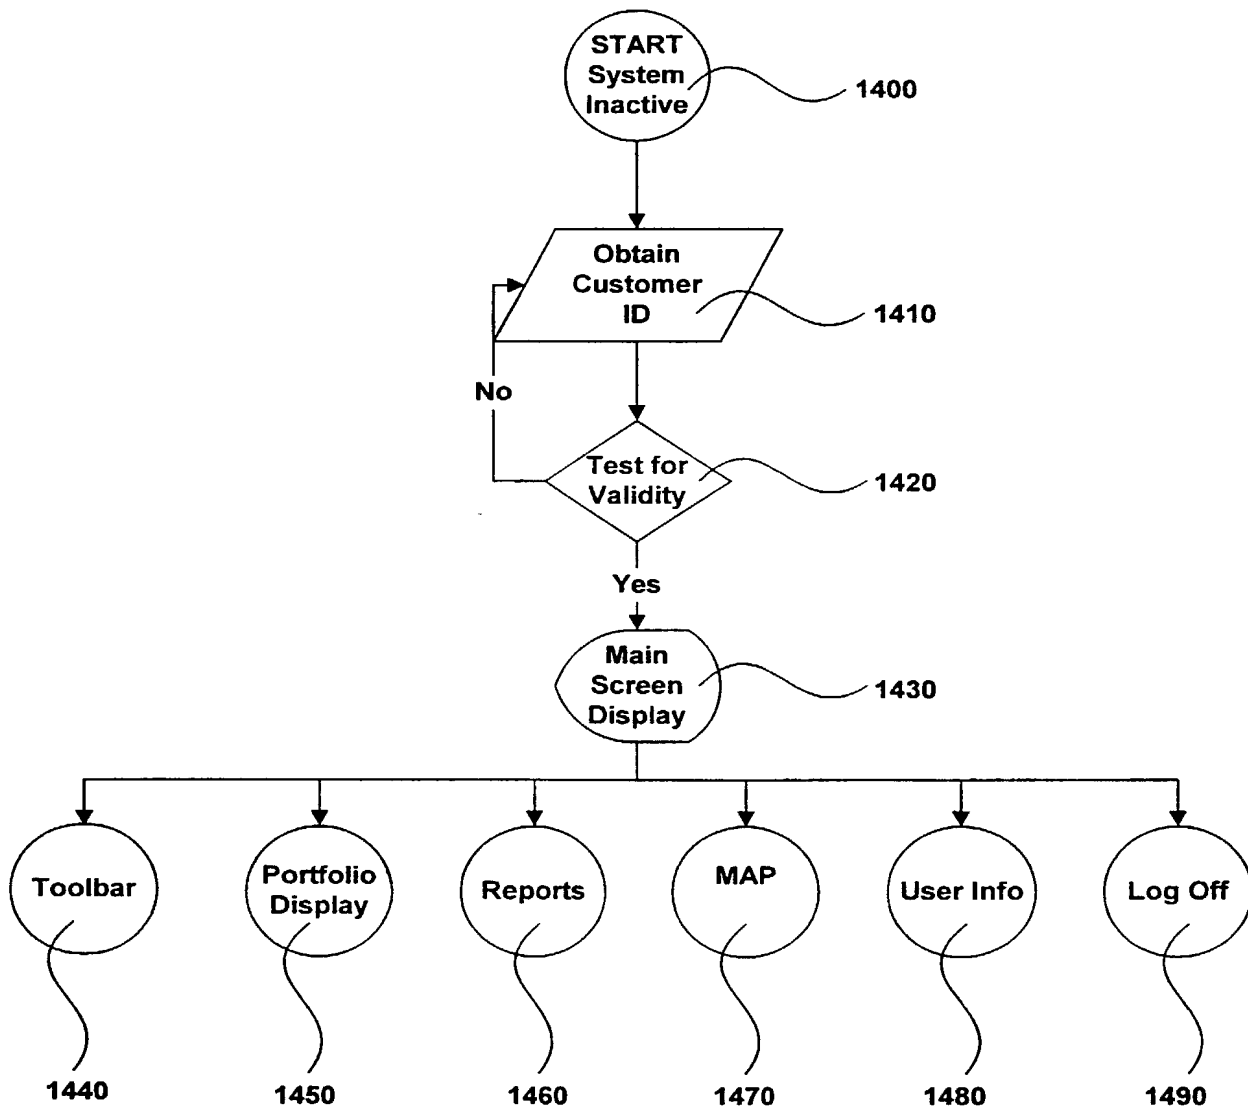 START
System
Inactive
1400
Obtain
Customer
ID
1410
No
Test for
Validity
1420
Yes
Main
Screen
Display
1430
Toolbar
Portfolio
Display
Reports
MAP
User Info
Log Off
1440
1450
1460
1470
1480
1490